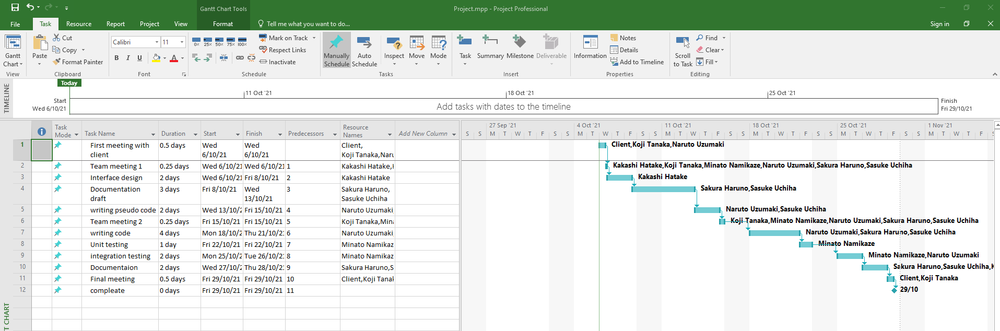 Gantt Chart Tools
Project.mpp - Project Professional
File Task Resource Report Project View Format Tell me what you want to do... Sign in
Gantt Chart
Paste
Cut
Copy
Format Painter
Calibri 11
B I U A
0% 25% 50% 75% 100%
Mark on Track
Respect Links
Inactivate
Manually Schedule
Auto Schedule
Inspect Move Mode
Task Summary Milestone Deliverable
Information
Notes
Details
Add to Timeline
Scroll to Task
Find
Clear
Fill
View Clipboard Font Schedule Tasks Insert Properties Editing
TIMELINE
Today
11 Oct '21 18 Oct '21 25 Oct '21
Start
Wed 6/10/21
Add tasks with dates to the timeline
Finish
Fri 29/10/21
Task Mode Task Name Duration Start Finish Predecessors Resource Names Add New Column
27 Sep '21 4 Oct '21 11 Oct '21 18 Oct '21 25 Oct '21 1 Nov '21
S S M T W T F S S M T W T F S S M T W T F S S M T W T F S S M T W T F S S M T W T F S
1 First meeting with client 0.5 days Wed 6/10/21 Wed 6/10/21 Client, Koji Tanaka,Naru
2 Team meeting 1 0.25 days Wed 6/10/21 Wed 6/10/21 1 Kakashi Hatake,
3 Interface design 2 days Wed 6/10/21 Fri 8/10/21 2 Kakashi Hatake
4 Documentation draft 3 days Fri 8/10/21 Wed 13/10/21 3 Sakura Haruno, Sasuke Uchiha
5 writing pseudo code 2 days Wed 13/10/2 Fri 15/10/21 4 Naruto Uzumaki,
6 Team meeting 2 0.25 days Fri 15/10/21 Fri 15/10/21 5 Koji Tanaka,Mina
7 writing code 4 days Mon 18/10/2 Thu 21/10/2 6 Naruto Uzumaki,
8 Unit testing 1 day Fri 22/10/21 Fri 22/10/21 7 Minato Namikaz
9 integration testing 2 days Mon 25/10/2 Tue 26/10/2 8 Minato Namikaz
10 Documentaion 2 days Wed 27/10/2 Thu 28/10/2 9 Sakura Haruno,S
11 Final meeting 0.5 days Fri 29/10/21 Fri 29/10/21 10 Client,Koji Tanak
12 compleate 0 days Fri 29/10/21 Fri 29/10/21 11
Client,Koji Tanaka,Naruto Uzumaki
Kakashi Hatake,Koji Tanaka,Minato Namikaze,Naruto Uzumaki,Sakura Haruno,Sasuke Uchiha
Kakashi Hatake
Sakura Haruno,Sasuke Uchiha
Naruto Uzumaki,Sasuke Uchiha
Koji Tanaka,Minato Namikaze,Naruto Uzumaki,Sakura Haruno,Sasuke Uchiha
Naruto Uzumaki,Sakura Haruno,Sasuke Uchiha
Minato Namikaze
Minato Namikaze,Naruto Uzumaki
Sakura Haruno,Sasuke Uchiha,K
Client,Koji Tanaka
29/10
T CHART